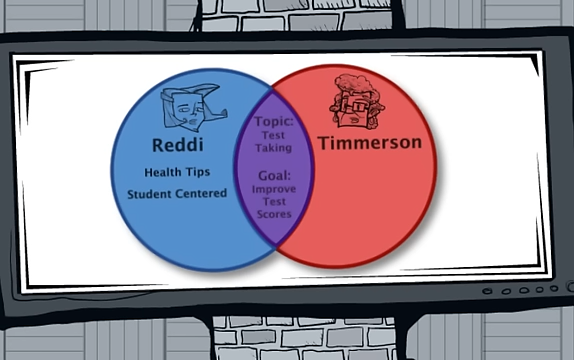 Reddi
Health Tips
Student Centered
Topic:
Test
Taking
Goal:
Improve
Test
Scores
Timmerson